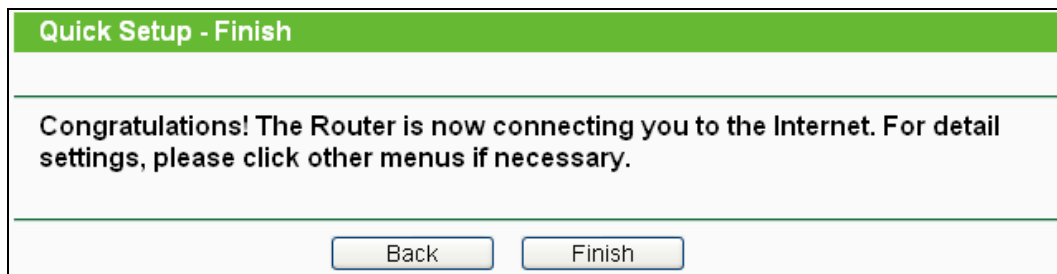 Quick Setup - Finish
Congratulations! The Router is now connecting you to the Internet. For detail
settings, please click other menus if necessary.
Back Finish